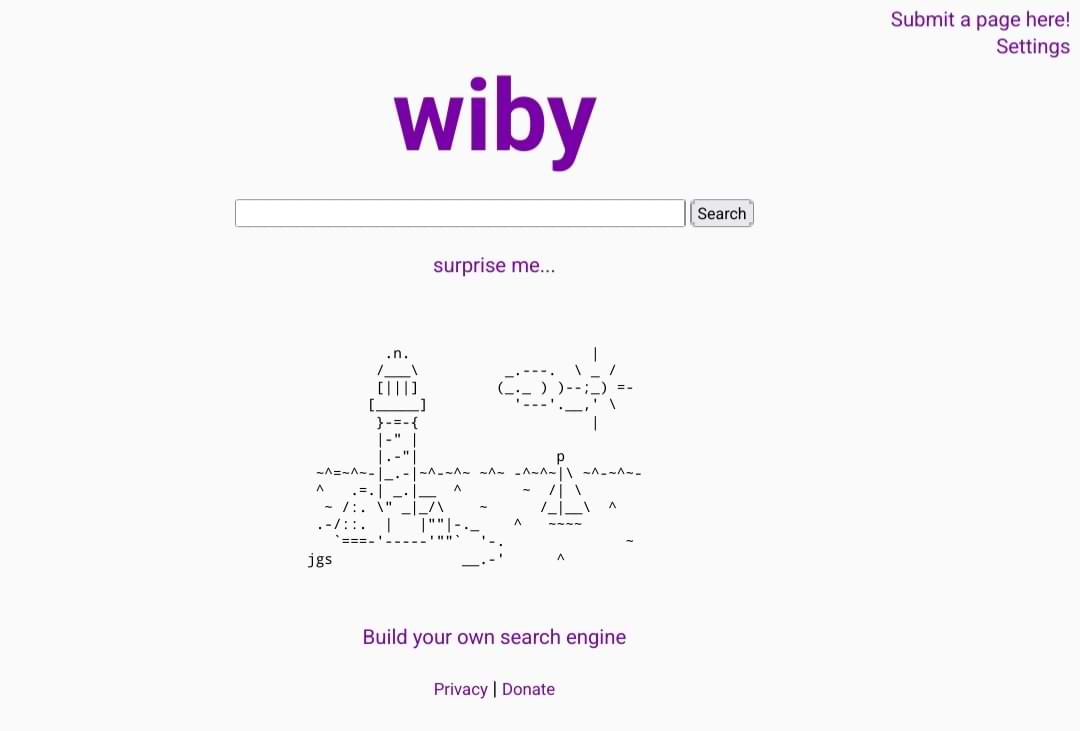 Submit a page here!
Settings
wiby
Search
surprise me...
jgs
Build your own search engine
Privacy | Donate